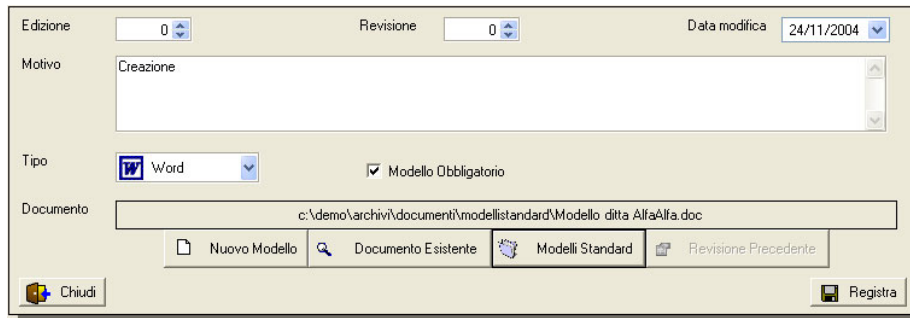 Edizione 0 Revisione 0 Data modifica 24/11/2004
Motivo Creazione
Tipo W Word Modello Obbligatorio
Documento c:\demo\archivi\documenti\modellistandard\Modello ditta AlfaAlfa.doc
Nuovo Modello Documento Esistente Modelli Standard Revisione Precedente
Chiudi Registra